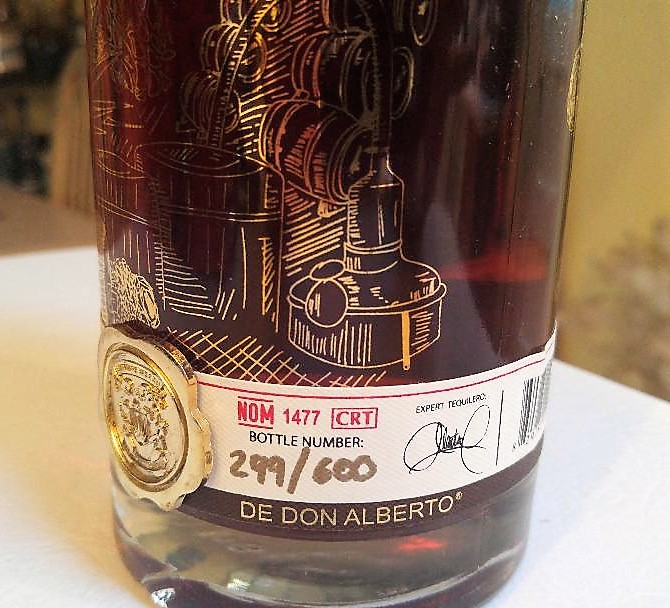 NOM 1477 CRT
BOTTLE NUMBER:
299/600
EXPERT TEQUILERO:
DE DON ALBERTO®